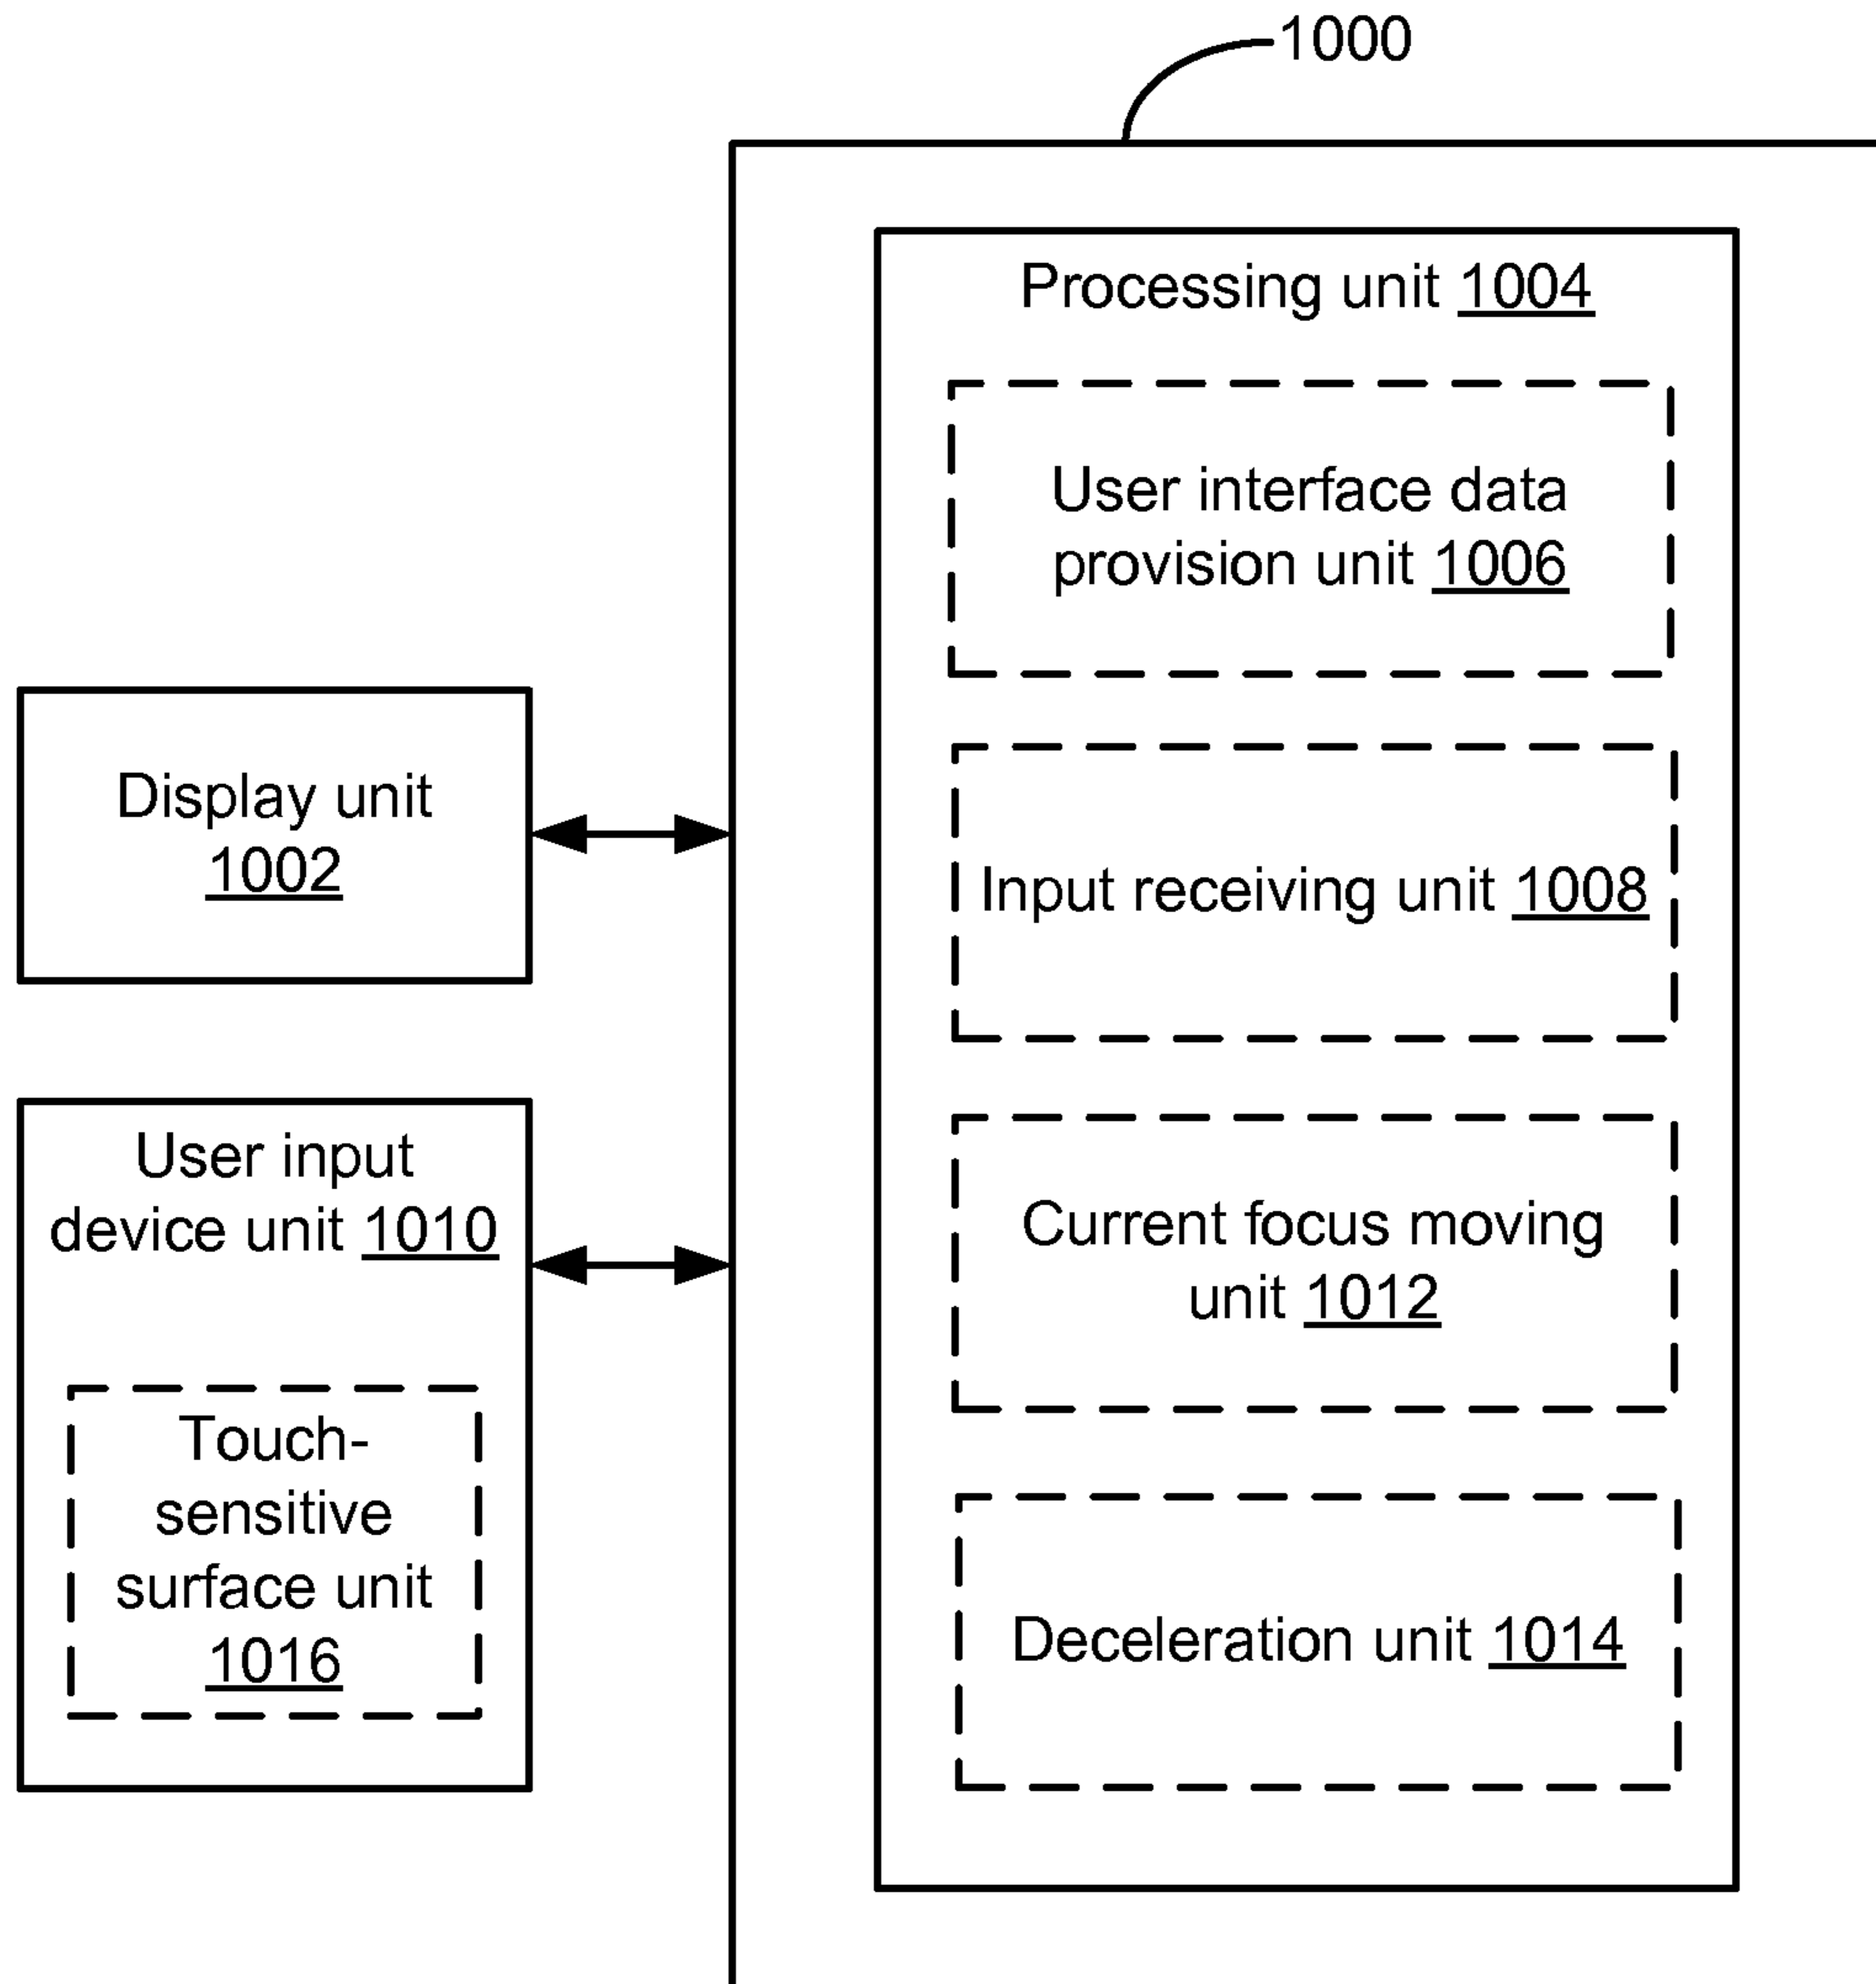 1000
Processing unit 1004
User interface data
provision unit 1006
Display unit
1002
Input receiving unit 1008
User input
device unit 1010
Current focus moving
unit 1012
Touch-
sensitive
surface unit
1016
Deceleration unit 1014